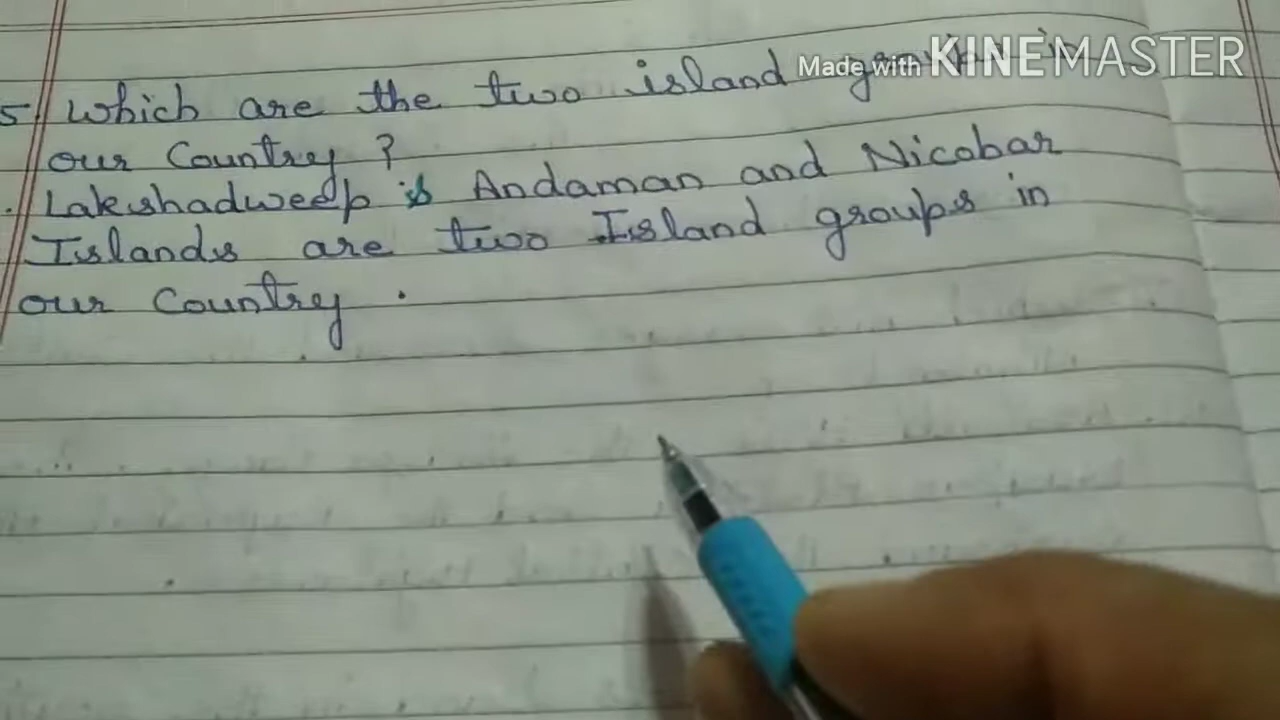 Made with KINEMASTER
5 Which are the two island groups in
our Country ?
Lakshadweep & Andaman and Nicobar
Islands are two Island groups in
our Country .